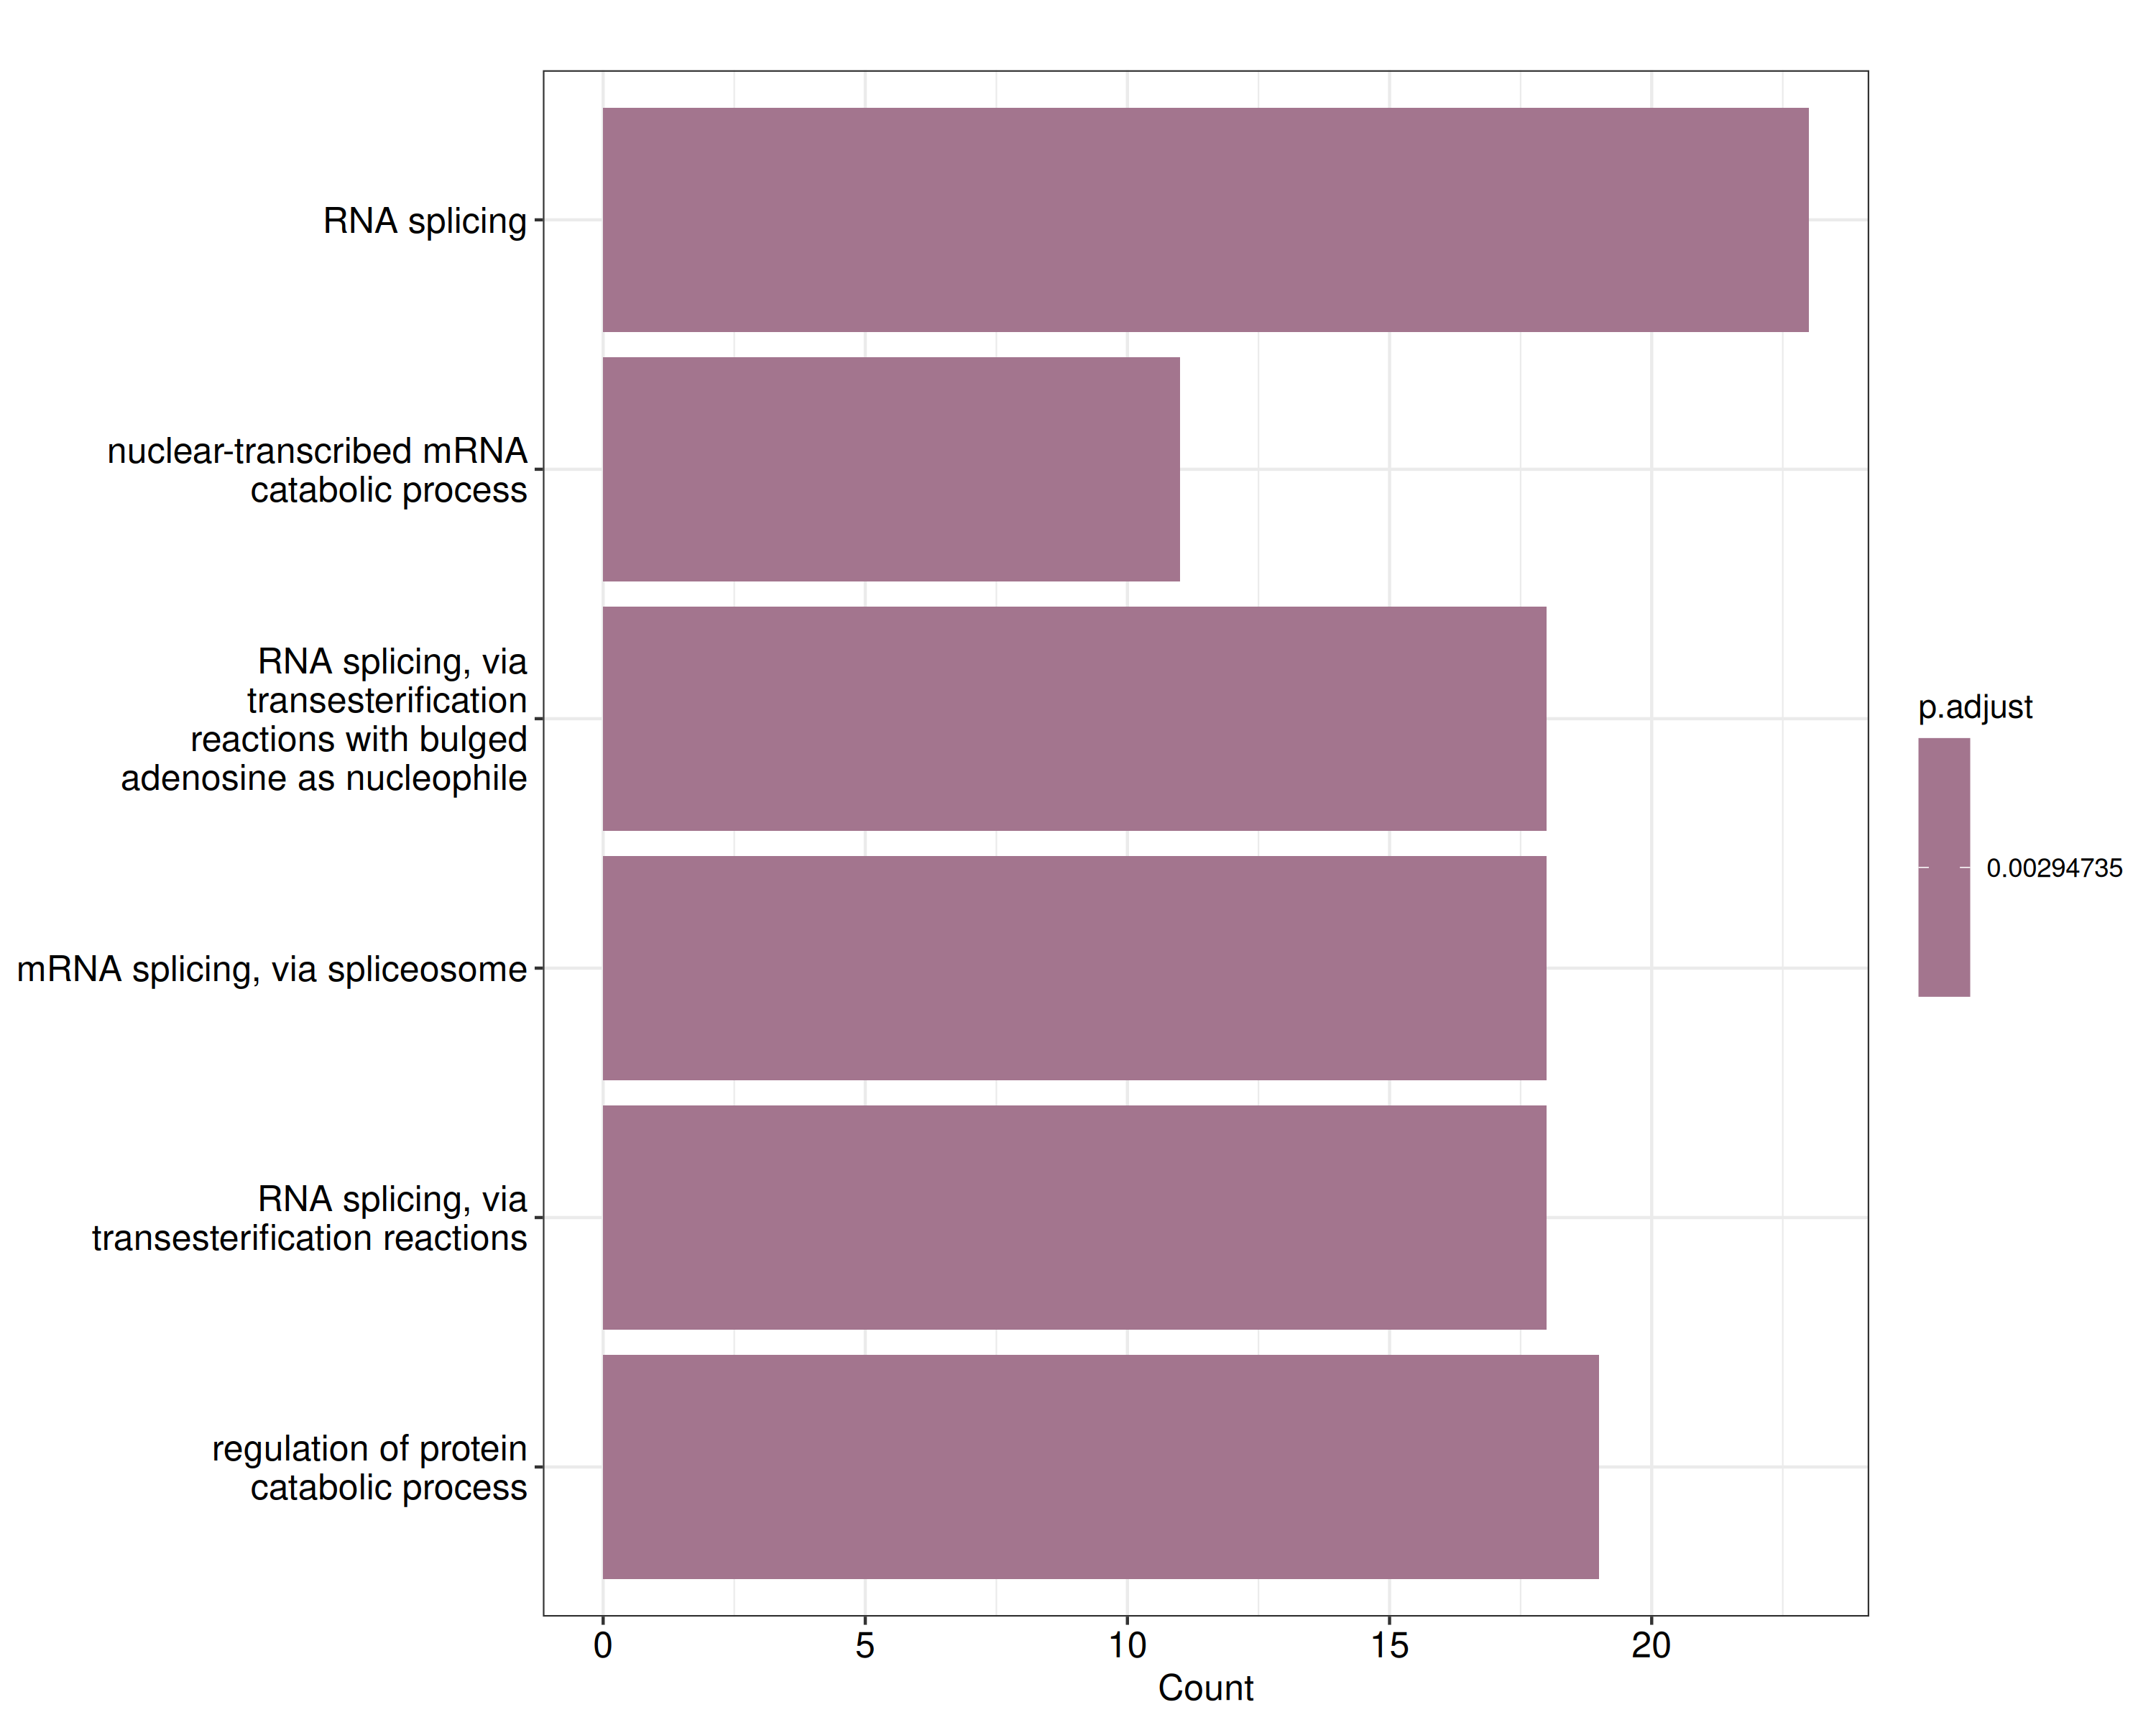 RNA splicing
nuclear-transcribed mRNA
catabolic process
RNA splicing, via
transesterification
reactions with bulged
adenosine as nucleophile
mRNA splicing, via spliceosome
RNA splicing, via
transesterification reactions
regulation of protein
catabolic process
0 5 10 15 20
Count
p.adjust
0.00294735